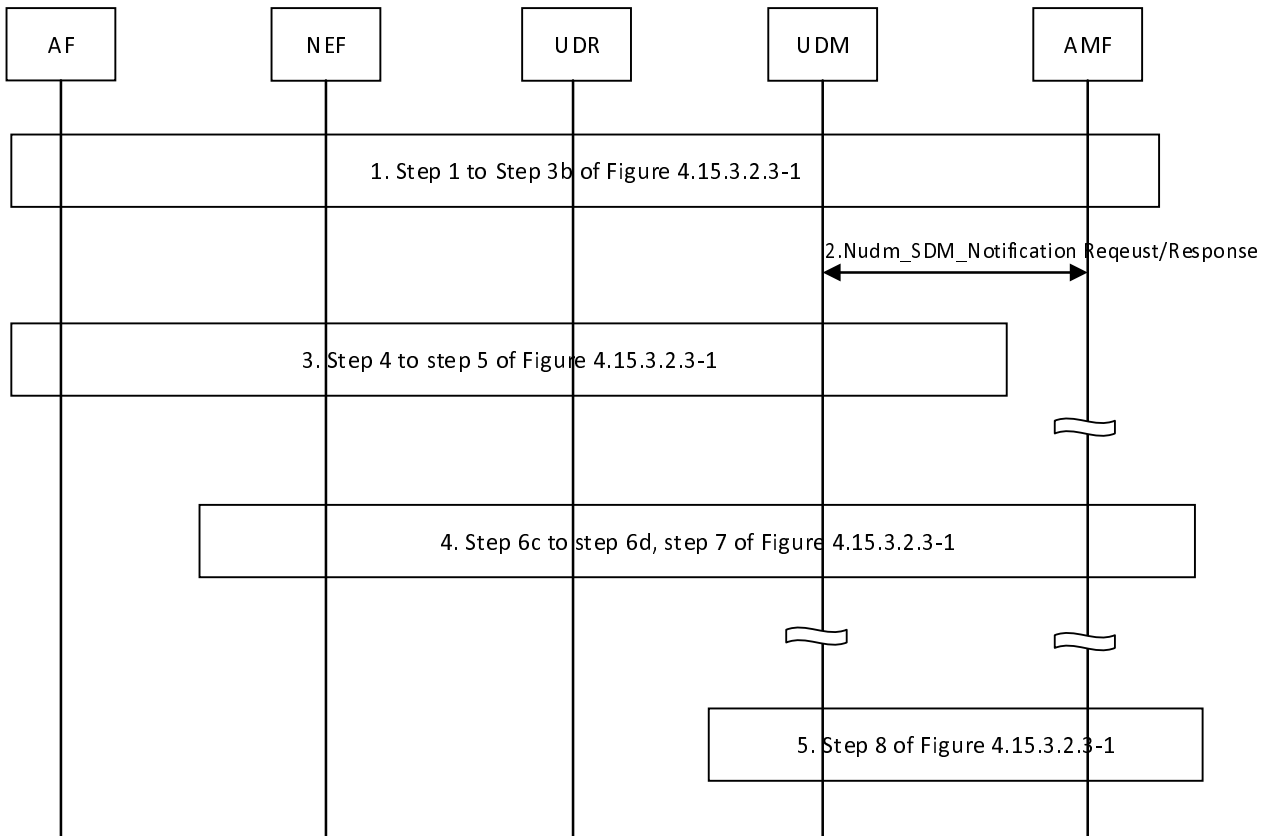 AF
NEF
UDR
UDM
AMF
1. Step 1 to Step 3b of Figure 4.15.3.2.3-1
2.Nudm_SDM_Notification Reqeust/Response
3. Step 4 to step 5 of Figure 4.15.3.2.3-1
4. Step 6c to step 6d, step 7 of Figure 4.15.3.2.3-1
5. Step 8 of Figure 4.15.3.2.3-1